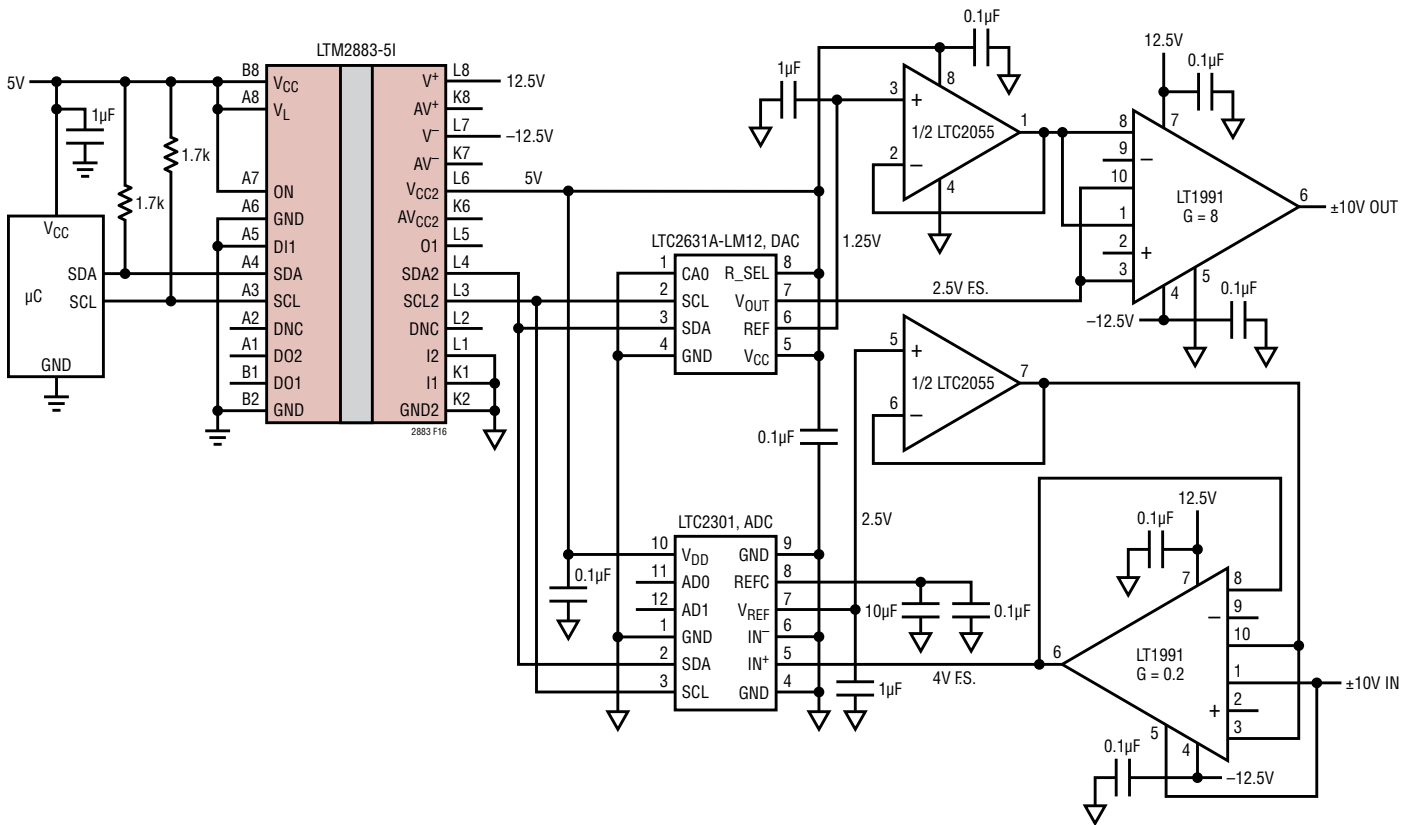 LTM2883-5I
5V
1µF
1.7k
1.7k
µC
VCC
SDA
SCL
GND
B8 VCC
A8 VL
A7 ON
A6 GND
A5 DI1
A4 SDA
A3 SCL
A2 DNC
A1 DO2
B1 DO1
B2 GND
V+ L8 12.5V
AV+ K8
V− L7 −12.5V
AV− K7
VCC2 L6 5V
AVCC2 K6
O1 L5
SDA2 L4
SCL2 L3
DNC L2
I2 L1
I1 K1
GND2 K2
2883 F16
LTC2631A-LM12, DAC
1 CA0 R_SEL 8
2 SCL VOUT 7
3 SDA REF 6
4 GND VCC 5
1.25V
2.5V F.S.
0.1µF
1µF
0.1µF
3 +
2 −
8
1/2 LTC2055
1
4
12.5V
0.1µF
7
8
9 −
10
1
2 +
3
LT1991
G = 8
6 ±10V OUT
5
4
−12.5V
0.1µF
5 +
6 −
1/2 LTC2055
7
LTC2301, ADC
10 VDD GND 9
11 AD0 REFC 8
12 AD1 VREF 7
1 GND IN− 6
2 SDA IN+ 5
3 SCL GND 4
0.1µF
2.5V
10µF
0.1µF
1µF
4V F.S.
12.5V
0.1µF
7
8
− 9
10
1
+ 2
3
LT1991
G = 0.2
6
±10V IN
5
4
0.1µF
−12.5V